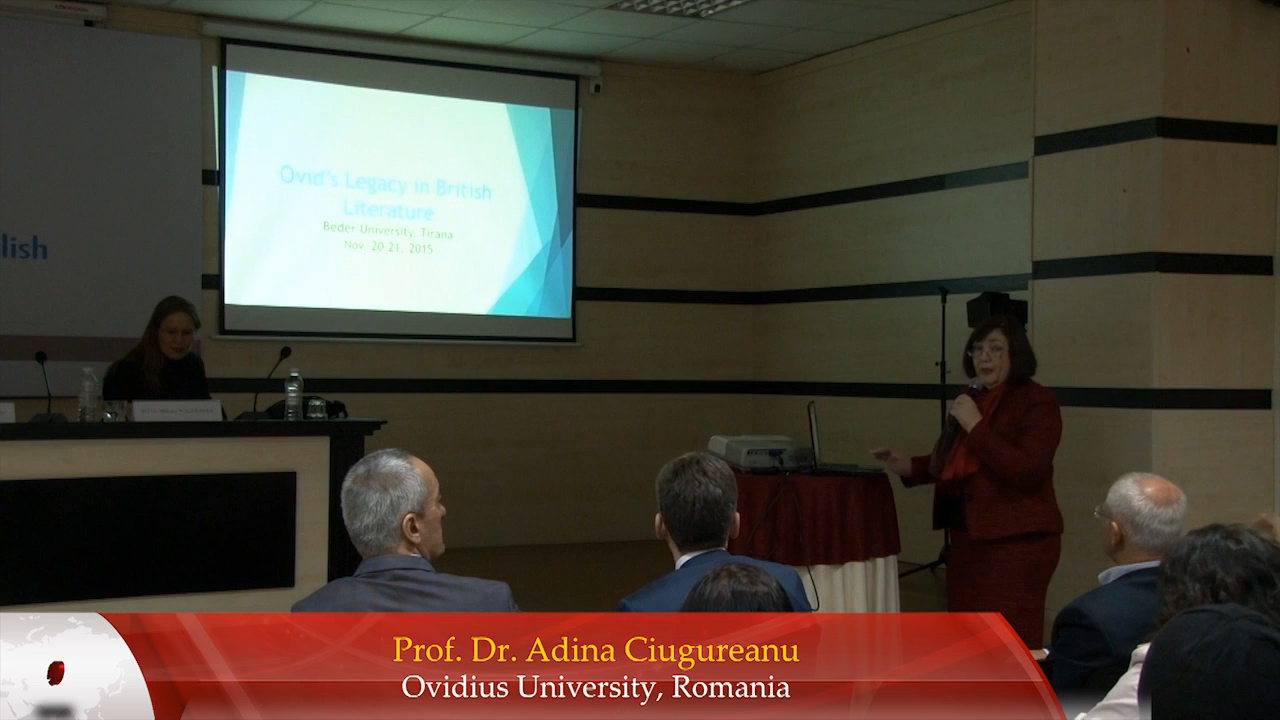 Ovid's Legacy in British
Literature
Beder University, Tirana
Nov. 20-21, 2015
lish
Prof. Dr. Adina Ciugureanu
Ovidius University, Romania